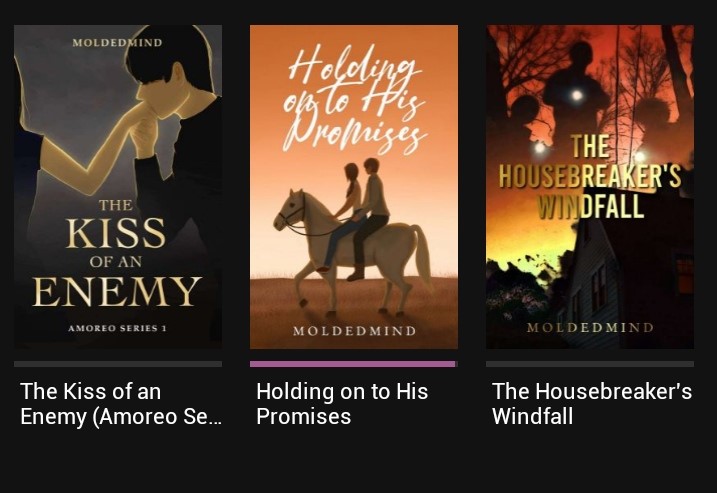 MOLDEDMIND
THE
KISS
OF AN
ENEMY
AMOREO SERIES 1
The Kiss of an
Enemy (Amoreo Se...
Holding
on to His
Promises
MOLDEDMIND
Holding on to His
Promises
THE
HOUSEBREAKER'S
WINDFALL
MOLDEDMIND
The Housebreaker's
Windfall